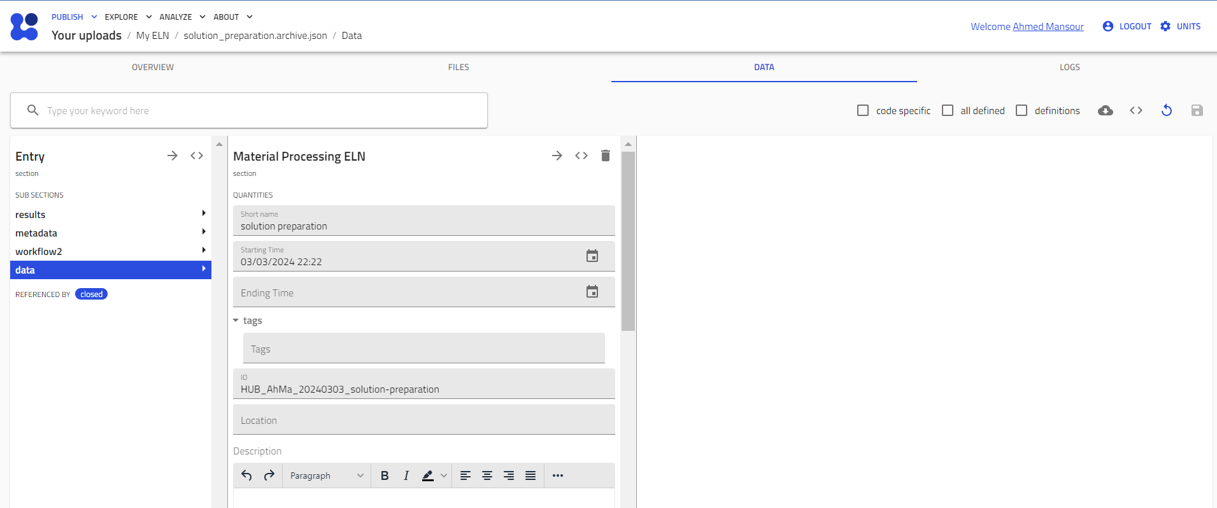 PUBLISH EXPLORE ANALYZE ABOUT
Your uploads / My ELN / solution_preparation.archive.json / Data
Welcome Ahmed Mansour LOGOUT UNITS
OVERVIEW FILES DATA LOGS
Type your keyword here
code specific all defined definitions
Entry
section
SUB SECTIONS
results
metadata
workflow2
data
REFERENCED BY closed
Material Processing ELN
section
QUANTITIES
Short name
solution preparation
Starting Time
03/03/2024 22:22
Ending Time
tags
Tags
ID
HUB_AhMa_20240303_solution-preparation
Location
Description
Paragraph B I